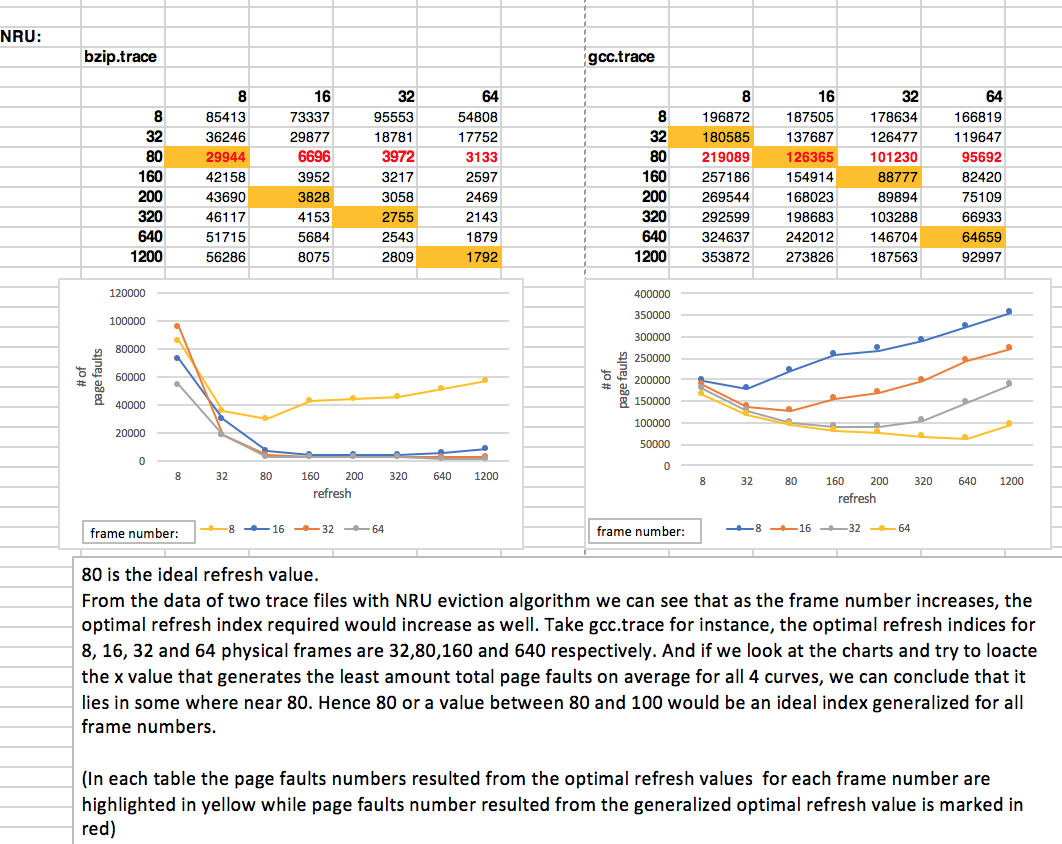 NRU:
bzip.trace gcc.trace
8 16 32 64 8 16 32 64
8 85413 73337 95553 54808 8 196872 187505 178634 166819
32 36246 29877 18781 17752 32 180585 137687 126477 119647
80 29944 6696 3972 3133 80 219089 126365 101230 95692
160 42158 3952 3217 2597 160 257186 154914 88777 82420
200 43690 3828 3058 2469 200 269544 168023 89894 75109
320 46117 4153 2755 2143 320 292599 198683 103288 66933
640 51715 5684 2543 1879 640 324637 242012 146704 64659
1200 56286 8075 2809 1792 1200 353872 273826 187563 92997
120000
100000
80000
60000
40000
20000
0
# of
page faults
8 32 80 160 200 320 640 1200
refresh
frame number: 8 16 32 64
400000
350000
300000
250000
200000
150000
100000
50000
0
# of
page faults
8 32 80 160 200 320 640 1200
refresh
frame number: 8 16 32 64
80 is the ideal refresh value.
From the data of two trace files with NRU eviction algorithm we can see that as the frame number increases, the
optimal refresh index required would increase as well. Take gcc.trace for instance, the optimal refresh indices for
8, 16, 32 and 64 physical frames are 32,80,160 and 640 respectively. And if we look at the charts and try to loacte
the x value that generates the least amount total page faults on average for all 4 curves, we can conclude that it
lies in some where near 80. Hence 80 or a value between 80 and 100 would be an ideal index generalized for all
frame numbers.
(In each table the page faults numbers resulted from the optimal refresh values for each frame number are
highlighted in yellow while page faults number resulted from the generalized optimal refresh value is marked in
red)